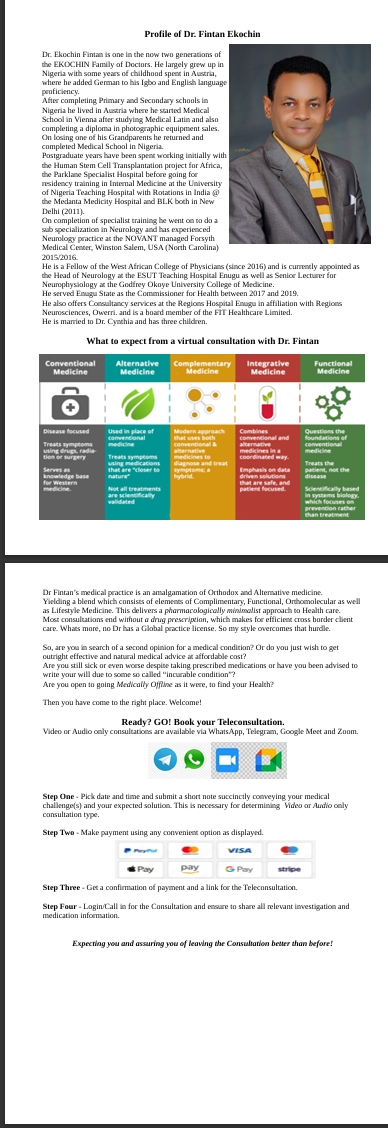 Profile of Dr. Fintan Ekochin
Dr. Ekochin Fintan is one in the now two generations of
the EKOCHIN Family of Doctors. He largely grew up in
Nigeria with some years of childhood spent in Austria,
where he added German to his Igbo and English language
proficiency.
After completing Primary and Secondary schools in
Nigeria he lived in Austria where he started Medical
School in Vienna after studying Medical Latin and also
completing a diploma in photographic equipment sales.
On losing one of his Grandparents he returned and
completed Medical School in Nigeria.
Postgraduate years have been spent working initially with
the Human Stem Cell Transplantation project for Africa,
the Parklane Specialist Hospital before going for
residency training in Internal Medicine at the University
of Nigeria Teaching Hospital with Rotations in India @
the Medanta Medicity Hospital and BLK both in New
Delhi (2011).
On completion of specialist training he went on to do a
sub specialization in Neurology and has experienced
Neurology practice at the NOVANT managed Forsyth
Medical Center, Winston Salem, USA (North Carolina)
2015/2016.
He is a Fellow of the West African College of Physicians (since 2016) and is currently appointed as
the Head of Neurology at the ESUT Teaching Hospital Enugu as well as Senior Lecturer for
Neurophysiology at the Godfrey Okoye University College of Medicine.
He served Enugu State as the Commissioner for Health between 2017 and 2019.
He also offers Consultancy services at the Regions Hospital Enugu in affiliation with Regions
Neurosciences, Owerri. and is a board member of the FIT Healthcare Limited.
He is married to Dr. Cynthia and has three children.
What to expect from a virtual consultation with Dr. Fintan
Conventional
Medicine
Disease focused
Treats symptoms
using drugs, radia-
tion or surgery
Serves as
knowledge base
for Western
medicine.
Alternative
Medicine
Used in place of
conventional
medicine
Treats symptoms
using medications
that are "closer to
nature"
Not all treatments
are scientifically
validated
Complementary
Medicine
Modern approach
that uses both
conventional &
alternative
medicines to
diagnose and treat
symptoms; a
hybrid.
Integrative
Medicine
Combines
conventional and
alternative
medicines in a
coordinated way.
Emphasis on data
driven solutions
that are safe, and
patient focused.
Functional
Medicine
Questions the
foundations of
conventional
medicine
Treats the
patient, not the
disease
Scientifically based
in systems biology,
which focuses on
prevention rather
than treatment
Dr Fintan's medical practice is an amalgamation of Orthodox and Alternative medicine.
Yielding a blend which consists of elements of Complimentary, Functional, Orthomolecular as well
as Lifestyle Medicine. This delivers a pharmacologically minimalist approach to Health care.
Most consultations end without a drug prescription, which makes for efficient cross border client
care. Whats more, no Dr has a Global practice license. So my style overcomes that hurdle.
So, are you in search of a second opinion for a medical condition? Or do you just wish to get
outright effective and natural medical advice at affordable cost?
Are you still sick or even worse despite taking prescribed medications or have you been advised to
write your will due to some so called "incurable condition"?
Are you open to going Medically Offline as it were, to find your Health?
Then you have come to the right place. Welcome!
Ready? GO! Book your Teleconsultation.
Video or Audio only consultations are available via WhatsApp, Telegram, Google Meet and Zoom.
Step One - Pick date and time and submit a short note succinctly conveying your medical
challenge(s) and your expected solution. This is necessary for determining Video or Audio only
consultation type.
Step Two - Make payment using any convenient option as displayed.
PayPal mastercard VISA maestro
Apple Pay pay G Pay stripe
Step Three - Get a confirmation of payment and a link for the Teleconsultation.
Step Four - Login/Call in for the Consultation and ensure to share all relevant investigation and
medication information.
Expecting you and assuring you of leaving the Consultation better than before!